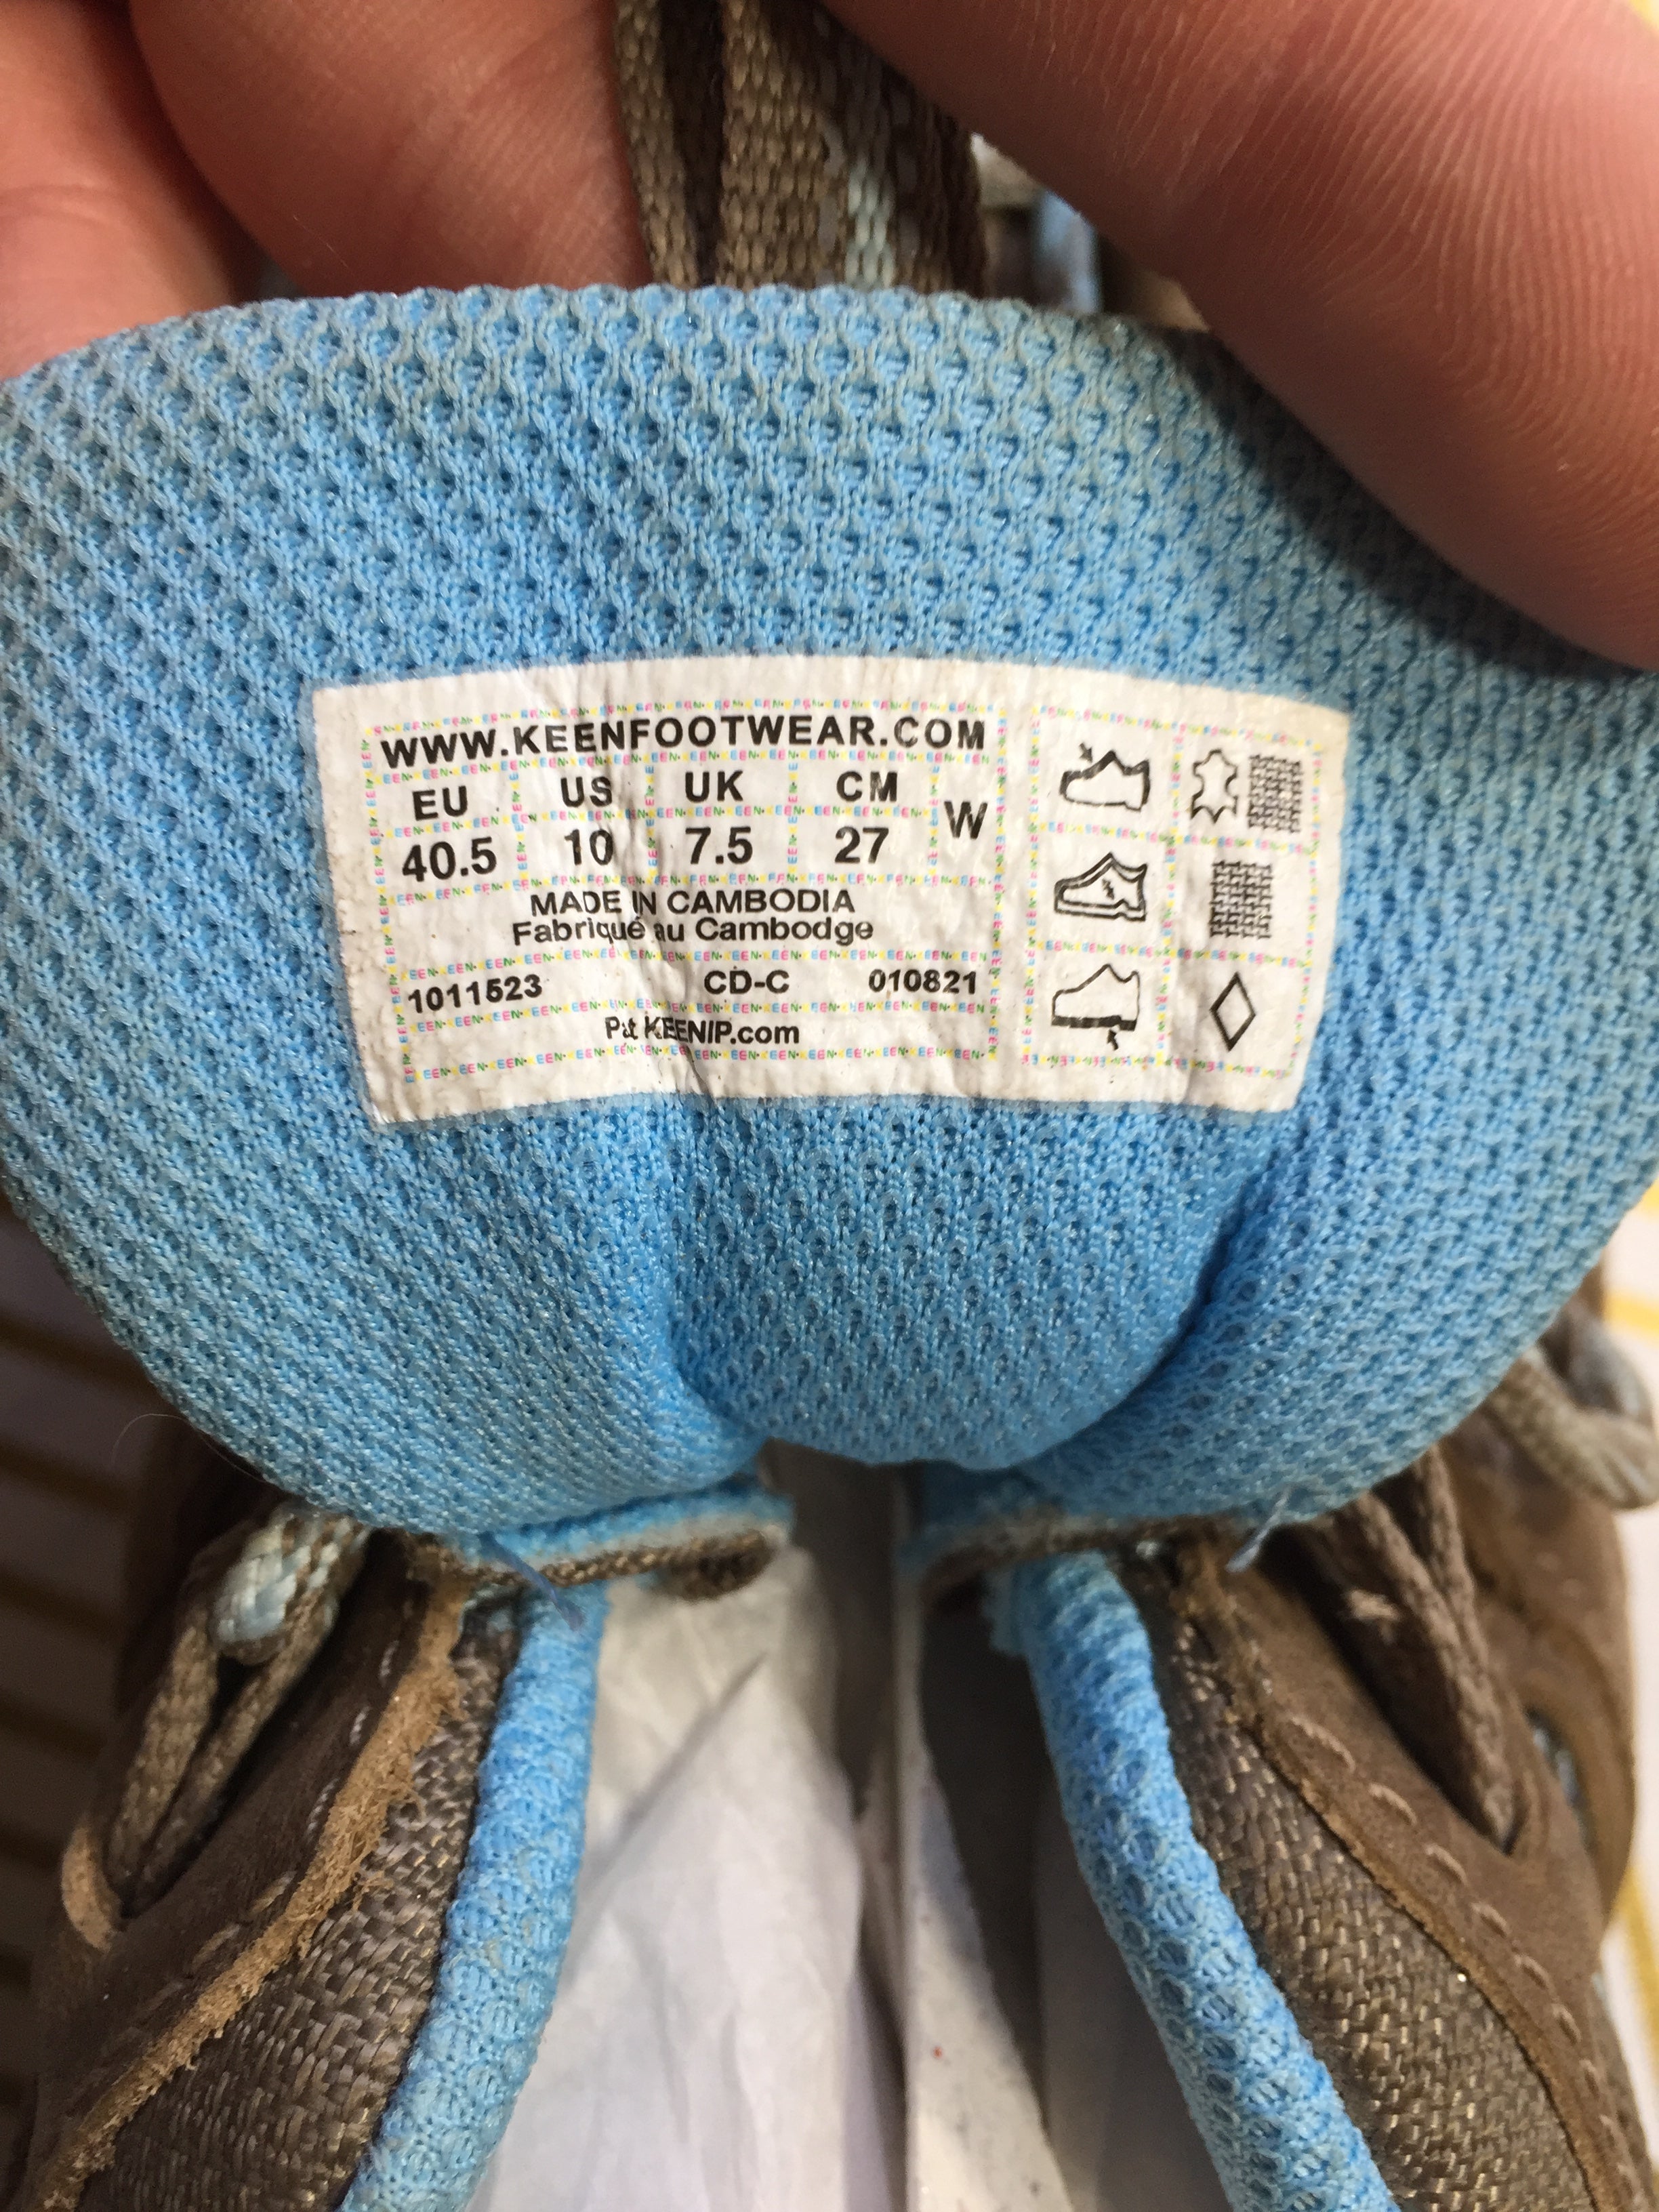 WWW.KEENFOOTWEAR.COM
EU US UK CM W
40.5 10 7.5 27
MADE IN CAMBODIA
Fabriqué au Cambodge
1011523 CD-C 010821
Pat KEENIP.com